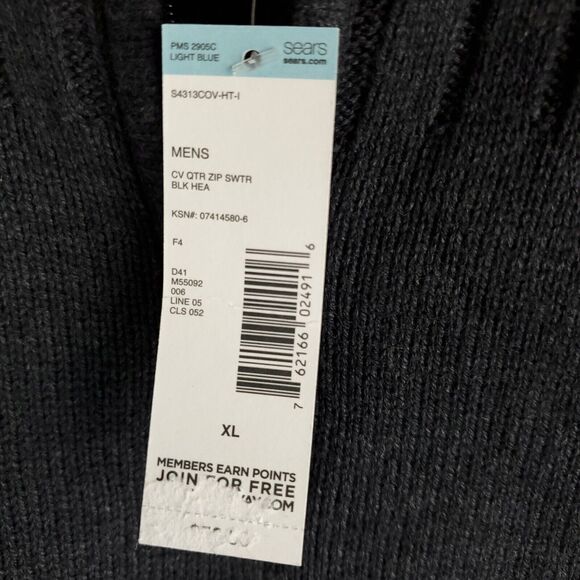 PMS 2905C
LIGHT BLUE
sears
sears.com
S4313COV-HT-I
MENS
CV QTR ZIP SWTR
BLK HEA
KSN#: 07414580-6
F4
D41
M55092
006
LINE 05
CLS 052
7 62166 02491 6
XL
MEMBERS EARN POINTS
JOIN FOR FREE
WAY.COM